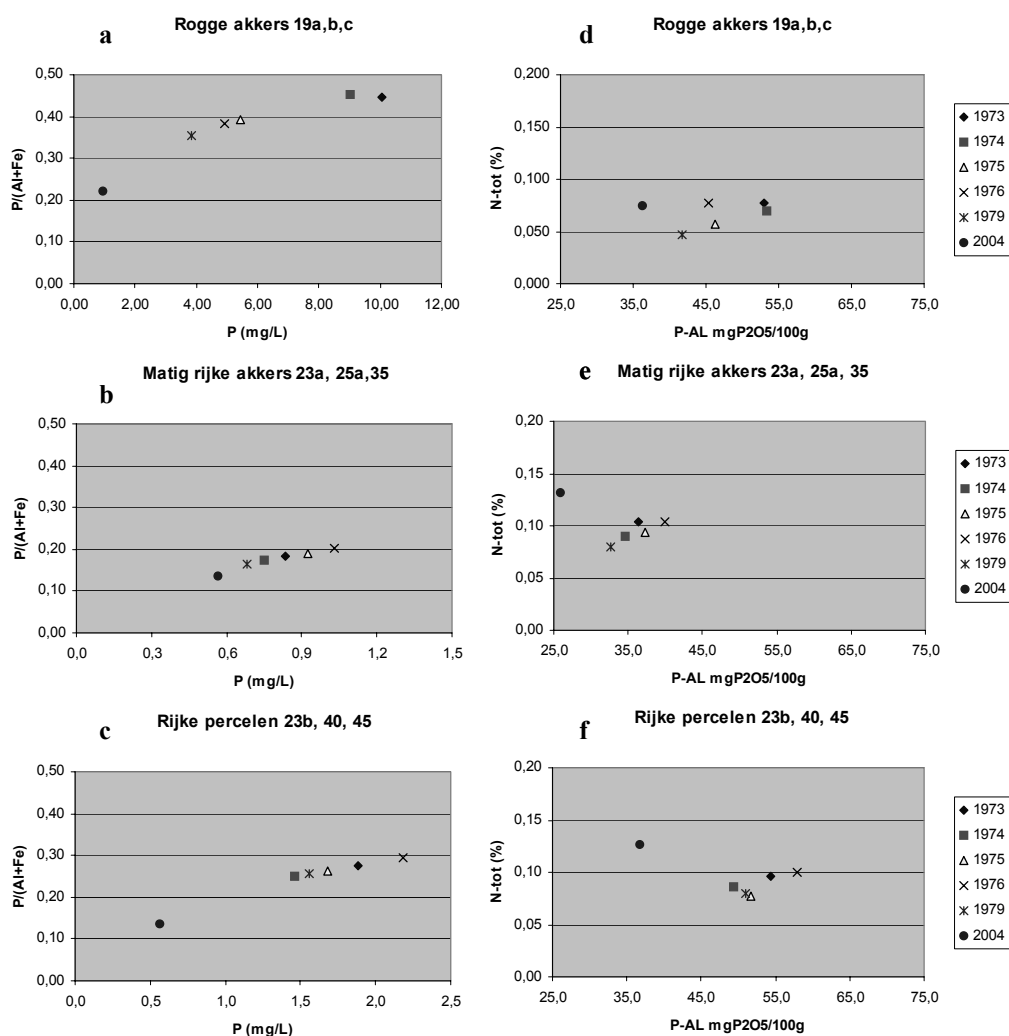 a
Rogge akkers 19a,b,c
0,50
0,40
0,30
0,20
0,10
0,00
P/(Al+Fe)
0,00 2,00 4,00 6,00 8,00 10,00 12,00
P (mg/L)
d
Rogge akkers 19a,b,c
0,200
0,150
0,100
0,050
0,000
N-tot (%)
25,0 35,0 45,0 55,0 65,0 75,0
P-AL mgP2O5/100g
1973
1974
1975
1976
1979
2004
b
Matig rijke akkers 23a, 25a,35
0,50
0,40
0,30
0,20
0,10
0,00
P/(Al+Fe)
0,0 0,3 0,6 0,9 1,2 1,5
P (mg/L)
e
Matig rijke akkers 23a, 25a, 35
0,20
0,15
0,10
0,05
0,00
N-tot (%)
25,0 35,0 45,0 55,0 65,0 75,0
P-AL mgP2O5/100g
1973
1974
1975
1976
1979
2004
c
Rijke percelen 23b, 40, 45
0,50
0,40
0,30
0,20
0,10
0,00
P/(Al+Fe)
0,0 0,5 1,0 1,5 2,0 2,5
P (mg/L)
f
Rijke percelen 23b, 40, 45
0,20
0,15
0,10
0,05
0,00
N-tot (%)
25,0 35,0 45,0 55,0 65,0 75,0
P-AL mgP2O5/100g
1973
1974
1975
1976
1979
2004